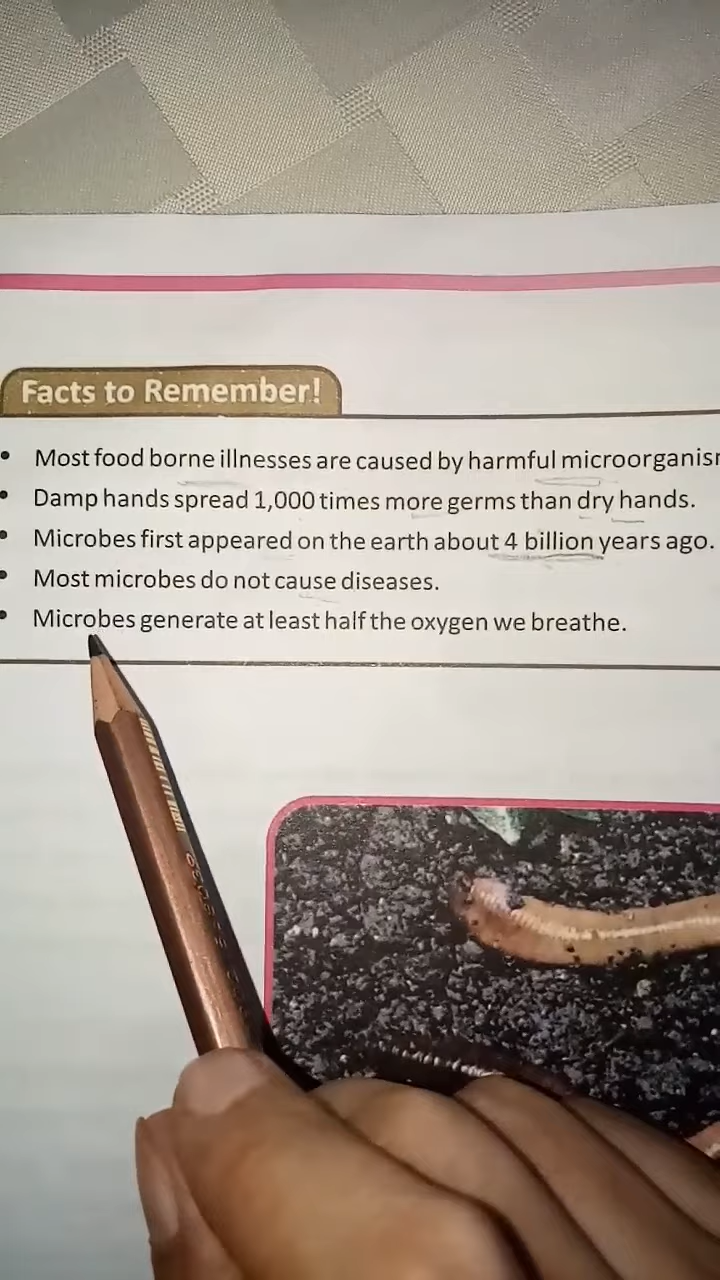 Facts to Remember!
• Most food borne illnesses are caused by harmful
• Damp hands spread 1,000 times more germs than dry hands.
• Microbes first appeared on the earth about 4 billion years ago.
• Most microbes do not cause diseases.
• Microbes generate at least half the oxygen we breathe.